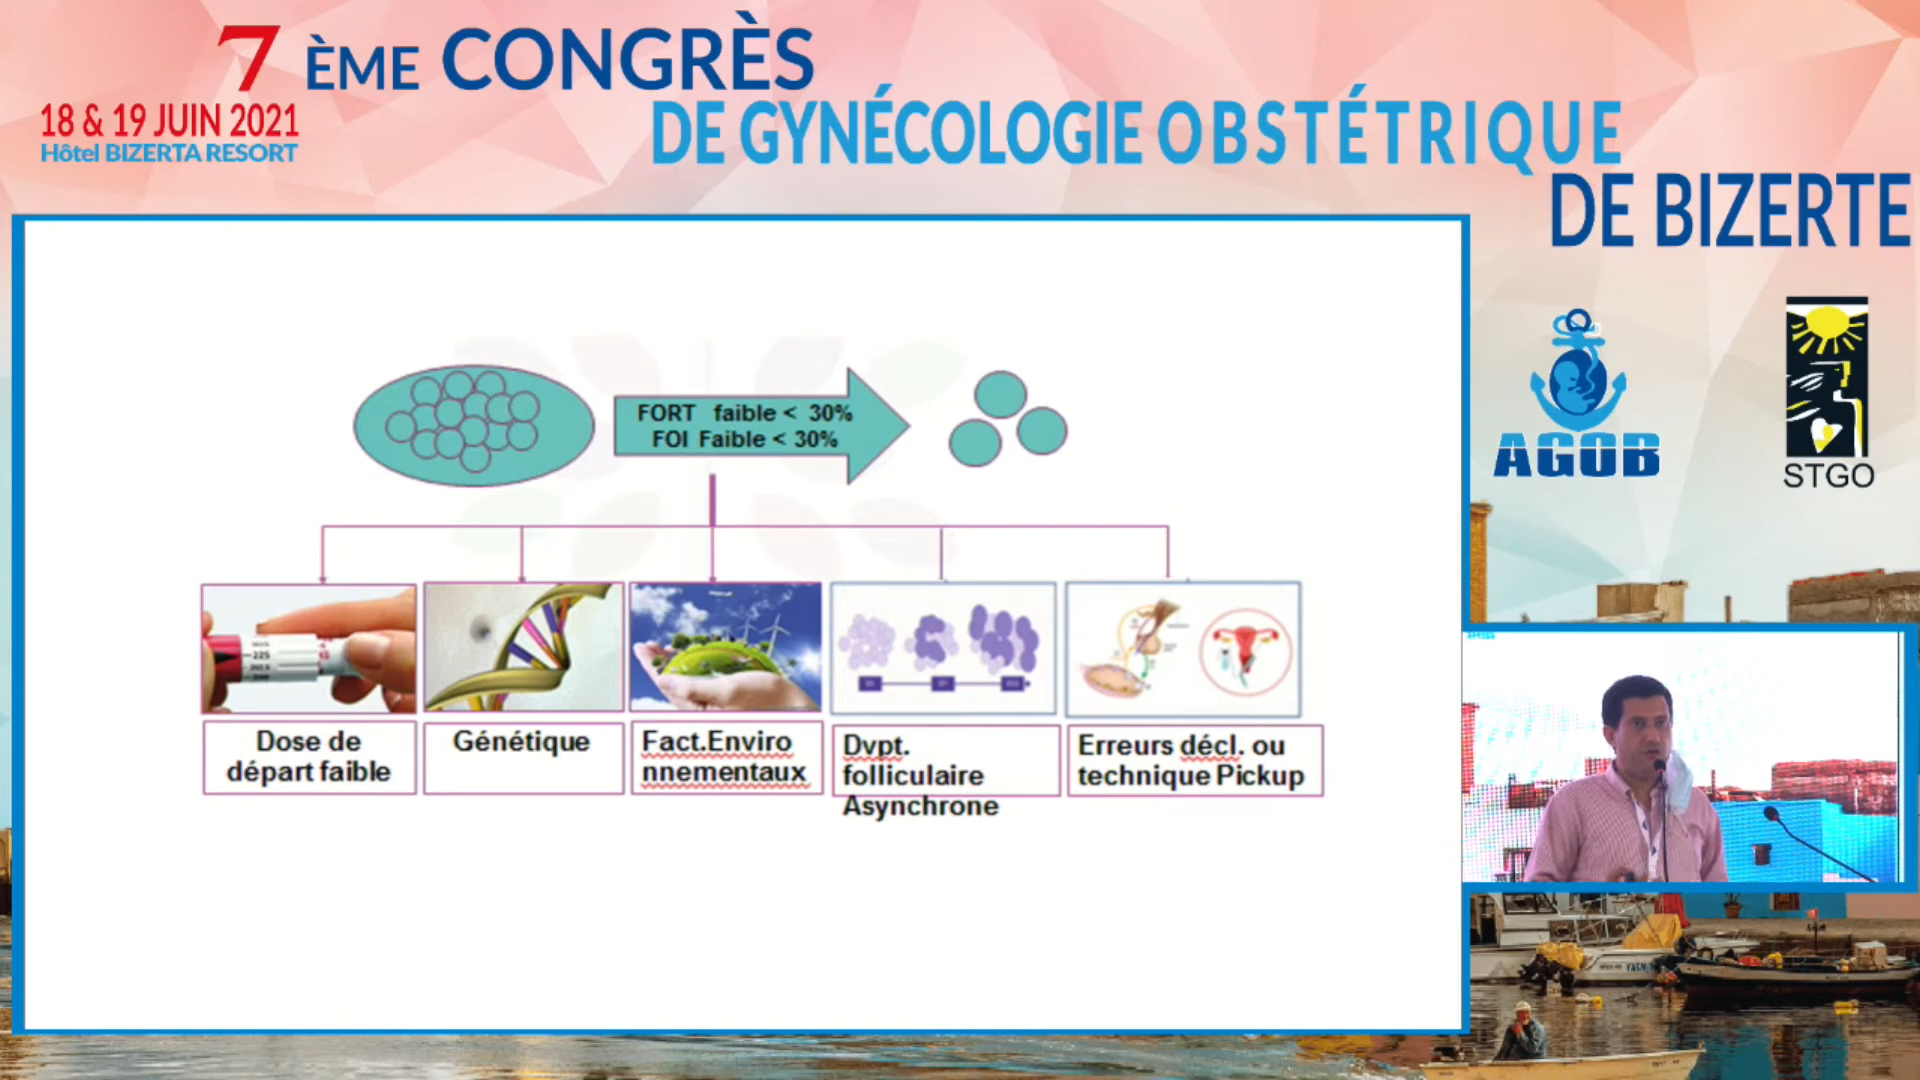 7 ÈME CONGRÈS
DE GYNÉCOLOGIE OBSTÉTRIQUE
DE BIZERTE
18 & 19 JUIN 2021
Hôtel BIZERTA RESORT
AGOB
STGO
FORT faible < 30%
FOI Faible < 30%
225
Dose de
départ faible
Génétique
Fact.Enviro
nnementaux
Dvpt.
folliculaire
Asynchrone
Erreurs décl. ou
technique Pickup